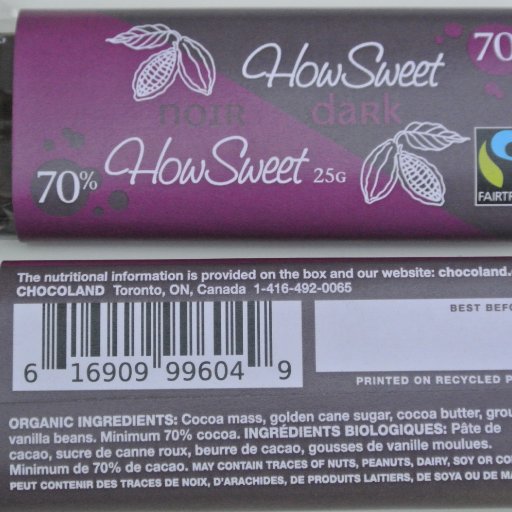 HowSweet
70
noir dark
70% HowSweet 25G
FAIRTR
The nutritional information is provided on the box and our website: chocoland.
CHOCOLAND Toronto, ON, Canada 1-416-492-0065
BEST BEF
6 16909 99604 9
PRINTED ON RECYCLED P
ORGANIC INGREDIENTS: Cocoa mass, golden cane sugar, cocoa butter, grou
vanilla beans. Minimum 70% cocoa. INGRÉDIENTS BIOLOGIQUES: Pâte de
cacao, sucre de canne roux, beurre de cacao, gousses de vanille moulues.
Minimum de 70% de cacao. MAY CONTAIN TRACES OF NUTS, PEANUTS, DAIRY, SOY OR CO
PEUT CONTENIR DES TRACES DE NOIX, D'ARACHIDES, DE PRODUITS LAITIERS, DE SOYA OU DE M